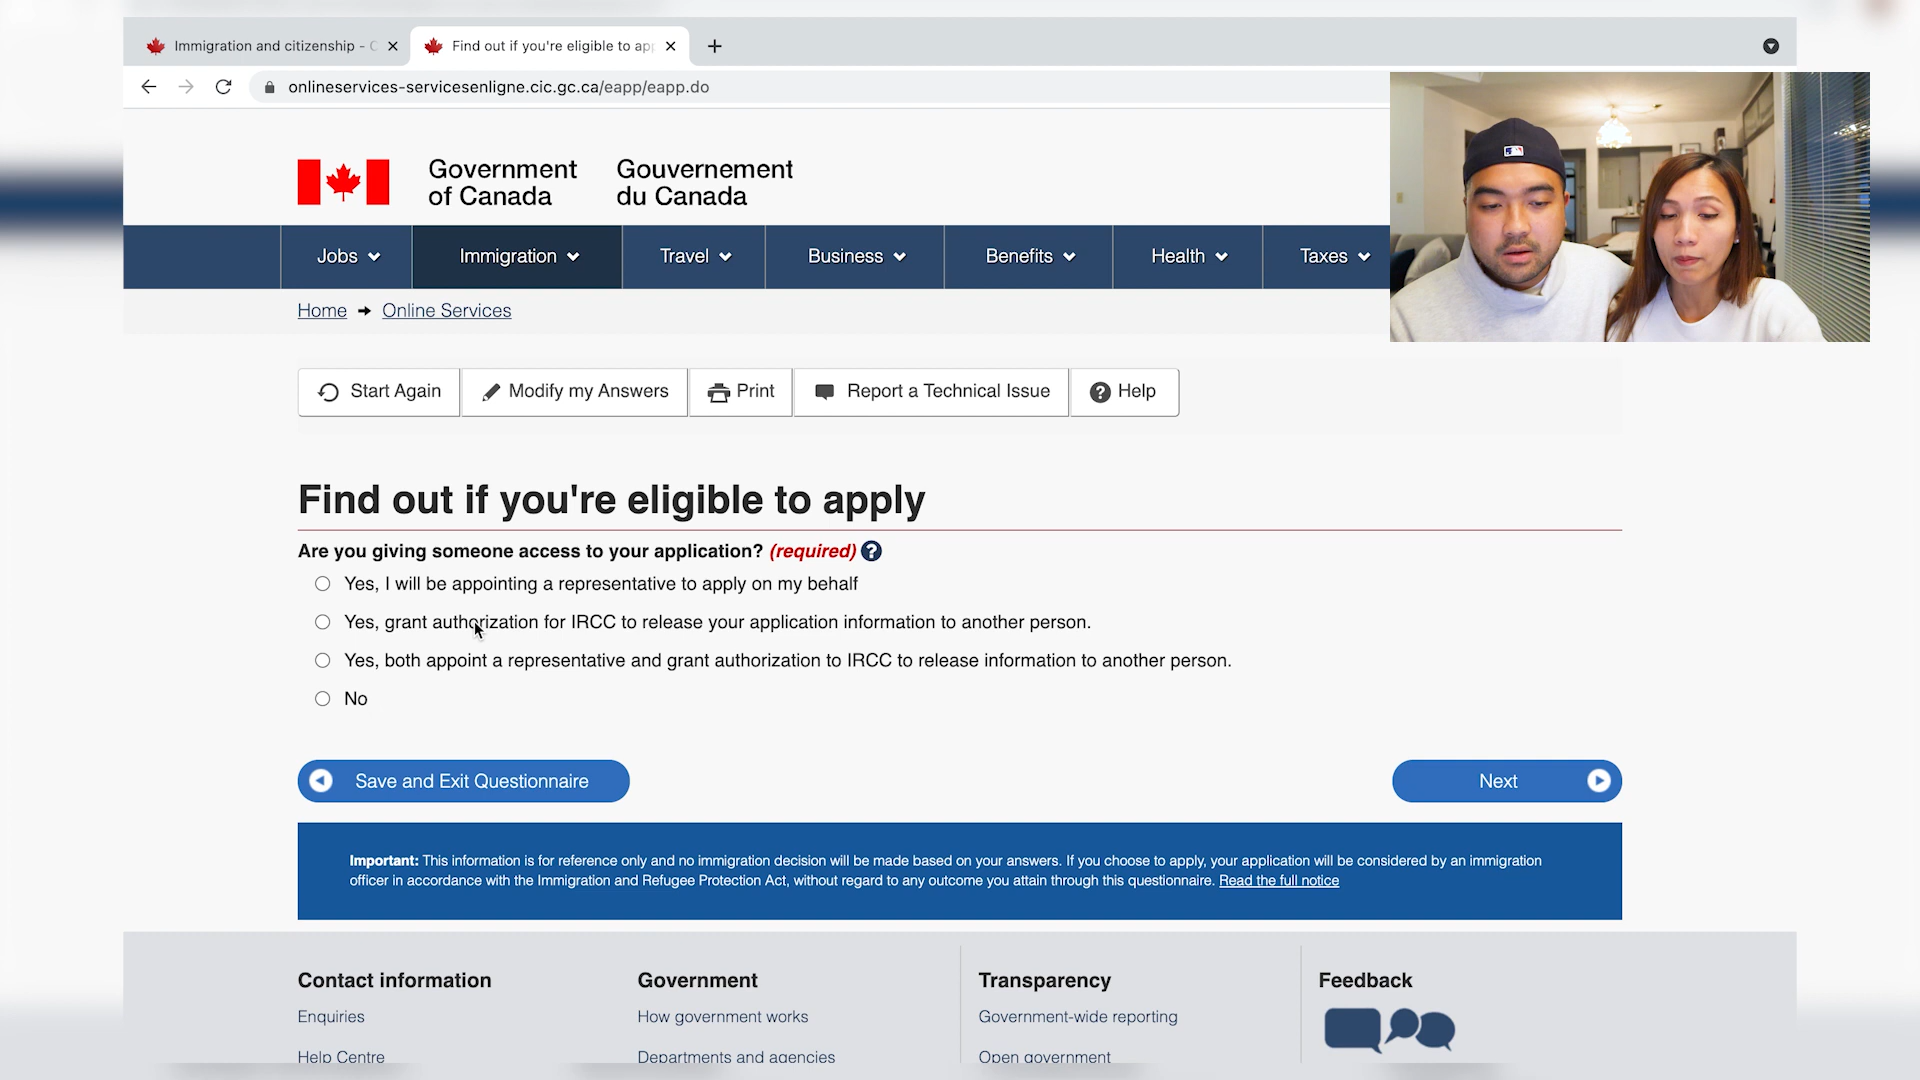 Immigration and citizenship - C
Find out if you're eligible to app
onlineservices-servicesenligne.cic.gc.ca/eapp/eapp.do
Government of Canada
Gouvernement du Canada
Jobs
Immigration
Travel
Business
Benefits
Health
Taxes
Home
Online Services
Start Again
Modify my Answers
Print
Report a Technical Issue
Help
Find out if you're eligible to apply
Are you giving someone access to your application? (required)
Yes, I will be appointing a representative to apply on my behalf
Yes, grant authorization for IRCC to release your application information to another person.
Yes, both appoint a representative and grant authorization to IRCC to release information to another person.
No
Save and Exit Questionnaire
Next
Important: This information is for reference only and no immigration decision will be made based on your answers. If you choose to apply, your application will be considered by an immigration
officer in accordance with the Immigration and Refugee Protection Act, without regard to any outcome you attain through this questionnaire. Read the full notice
Contact information
Government
Transparency
Feedback
Enquiries
How government works
Government-wide reporting
Help Centre
Departments and agencies
Open government